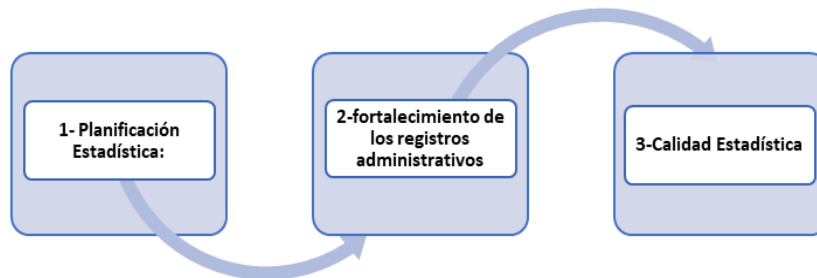 1- Planificación
Estadística:
2-fortalecimiento de
los registros
administrativos
3-Calidad Estadística